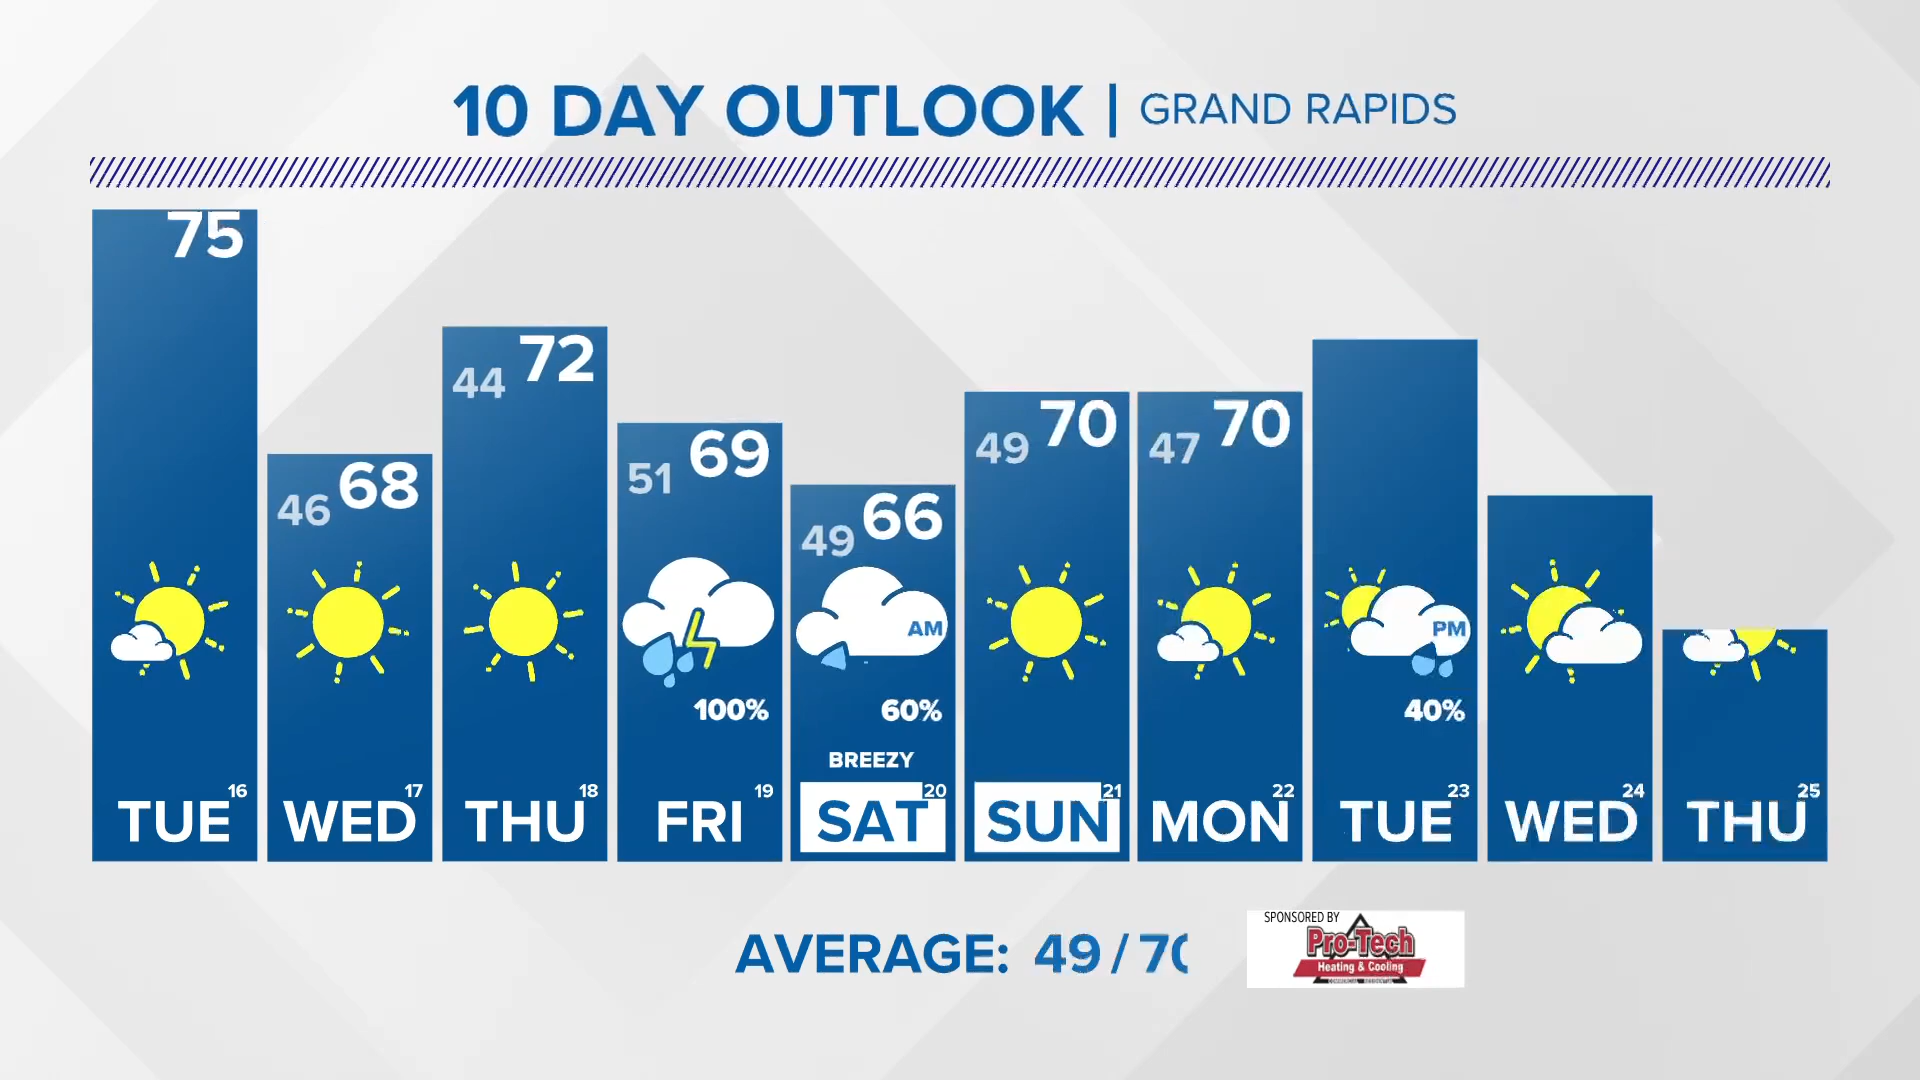 10 DAY OUTLOOK | GRAND RAPIDS
75
46 68
44 72
51 69
49 66
49 70
47 70
AM
PM
100%
60%
40%
BREEZY
TUE 16
WED 17
THU 18
FRI 19
SAT 20
SUN 21
MON 22
TUE 23
WED 24
THU 25
AVERAGE: 49 / 70
SPONSORED BY
Pro-Tech
Heating & Cooling